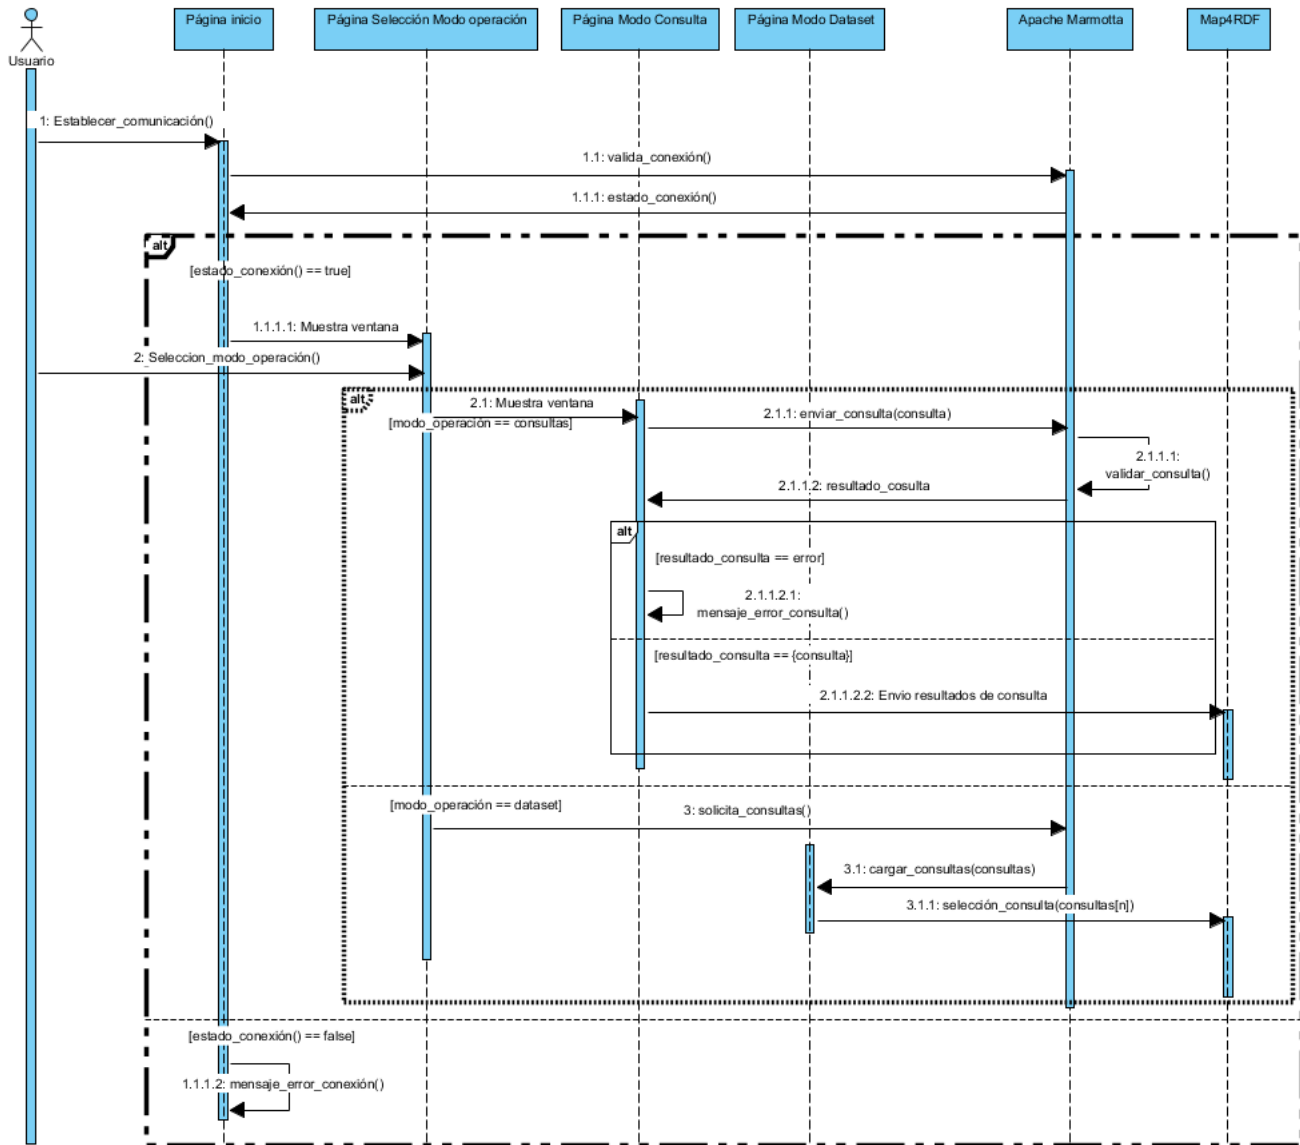 Página inicio
Página Selección Modo operación
Página Modo Consulta
Página Modo Dataset
Apache Marmotta
Map4RDF
Usuario
1: Establecer_comunicación()
1.1: valida_conexión()
1.1.1: estado_conexión()
alt
[estado_conexión() == true]
1.1.1.1: Muestra ventana
2: Seleccion_modo_operación()
alt
2.1: Muestra ventana
[modo_operación == consultas]
2.1.1: enviar_consulta(consulta)
2.1.1.1:
validar_consulta()
2.1.1.2: resultado_cosulta
alt
[resultado_consulta == error]
2.1.1.2.1:
mensaje_error_consulta()
[resultado_consulta == {consulta}]
2.1.1.2.2: Envio resultados de consulta
[modo_operación == dataset]
3: solicita_consultas()
3.1: cargar_consultas(consultas)
3.1.1: selección_consulta(consultas[n])
[estado_conexión() == false]
1.1.1.2: mensaje_error_conexión()